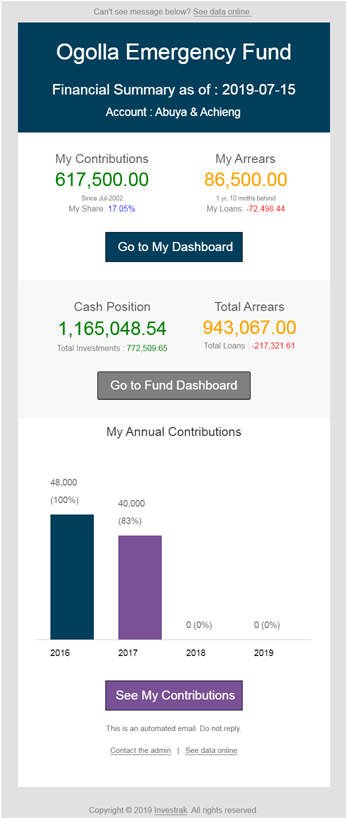 Can't see message below? See data online
Ogolla Emergency Fund
Financial Summary as of : 2019-07-15
Account : Abuya & Achieng
My Contributions
617,500.00
Since Jul-2002
My Share: 17.05%
My Arrears
86,500.00
1 yr, 10 mnths behind
My Loans: -72,498.44
Go to My Dashboard
Cash Position
1,165,048.54
Total Investments : 772,509.65
Total Arrears
943,067.00
Total Loans : -217,321.61
Go to Fund Dashboard
My Annual Contributions
48,000
(100%)
40,000
(83%)
0 (0%)
0 (0%)
2016
2017
2018
2019
See My Contributions
This is an automated email. Do not reply.
Contact the admin | See data online
Copyright © 2019 Investrak. All rights reserved.